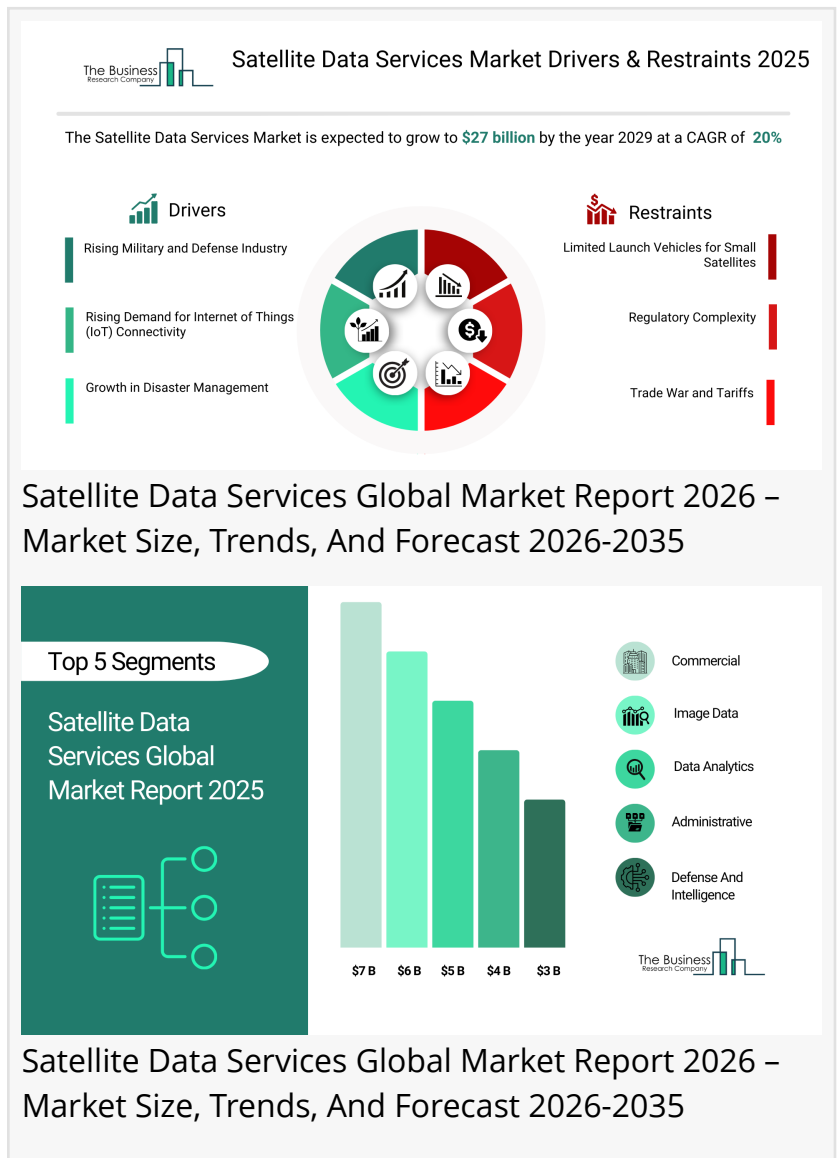 The Business
Research Company
Satellite Data Services Market Drivers & Restraints 2025
The Satellite Data Services Market is expected to grow to $27 billion by the year 2029 at a CAGR of 20%
Drivers
Rising Military and Defense Industry
Rising Demand for Internet of Things
(IoT) Connectivity
Growth in Disaster Management
$
Restraints
Limited Launch Vehicles for Small
Satellites
Regulatory Complexity
Trade War and Tariffs
$
Satellite Data Services Global Market Report 2026 –
Market Size, Trends, And Forecast 2026-2035
Top 5 Segments
Satellite Data
Services Global
Market Report 2025
$7 B
$6 B
$5 B
$4 B
$3 B
Commercial
Image Data
Data Analytics
Administrative
Defense And
Intelligence
The Business
Research Company
Satellite Data Services Global Market Report 2026 –
Market Size, Trends, And Forecast 2026-2035